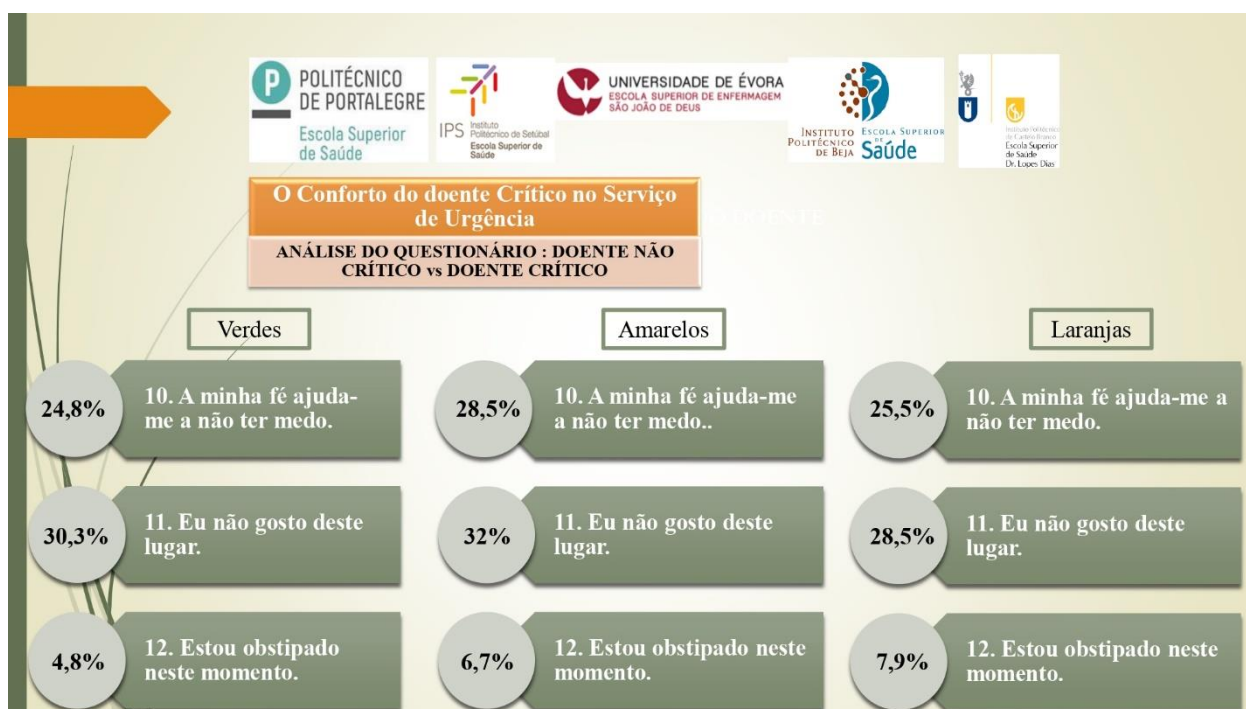 P
POLITÉCNICO
DE PORTALEGRE
Escola Superior
de Saúde
IPS Instituto
Politécnico de Setúbal
Escola Superior de
Saúde
UNIVERSIDADE DE ÉVORA
ESCOLA SUPERIOR DE ENFERMAGEM
SÃO JOÃO DE DEUS
INSTITUTO
POLITÉCNICO
DE BEJA
ESCOLA SUPERIOR
DE
Saúde
Instituto Politécnico
de Castelo Branco
Escola Superior
de Saúde
Dr. Lopes Dias
O Conforto do doente Crítico no Serviço
de Urgência
DOENTE
ANÁLISE DO QUESTIONÁRIO : DOENTE NÃO
CRÍTICO vs DOENTE CRÍTICO
Verdes
Amarelos
Laranjas
24,8%
10. A minha fé ajuda-
me a não ter medo.
28,5%
10. A minha fé ajuda-me
a não ter medo..
25,5%
10. A minha fé ajuda-me a
não ter medo.
30,3%
11. Eu não gosto deste
lugar.
32%
11. Eu não gosto deste
lugar.
28,5%
11. Eu não gosto deste
lugar.
4,8%
12. Estou obstipado
neste momento.
6,7%
12. Estou obstipado neste
momento.
7,9%
12. Estou obstipado neste
momento.